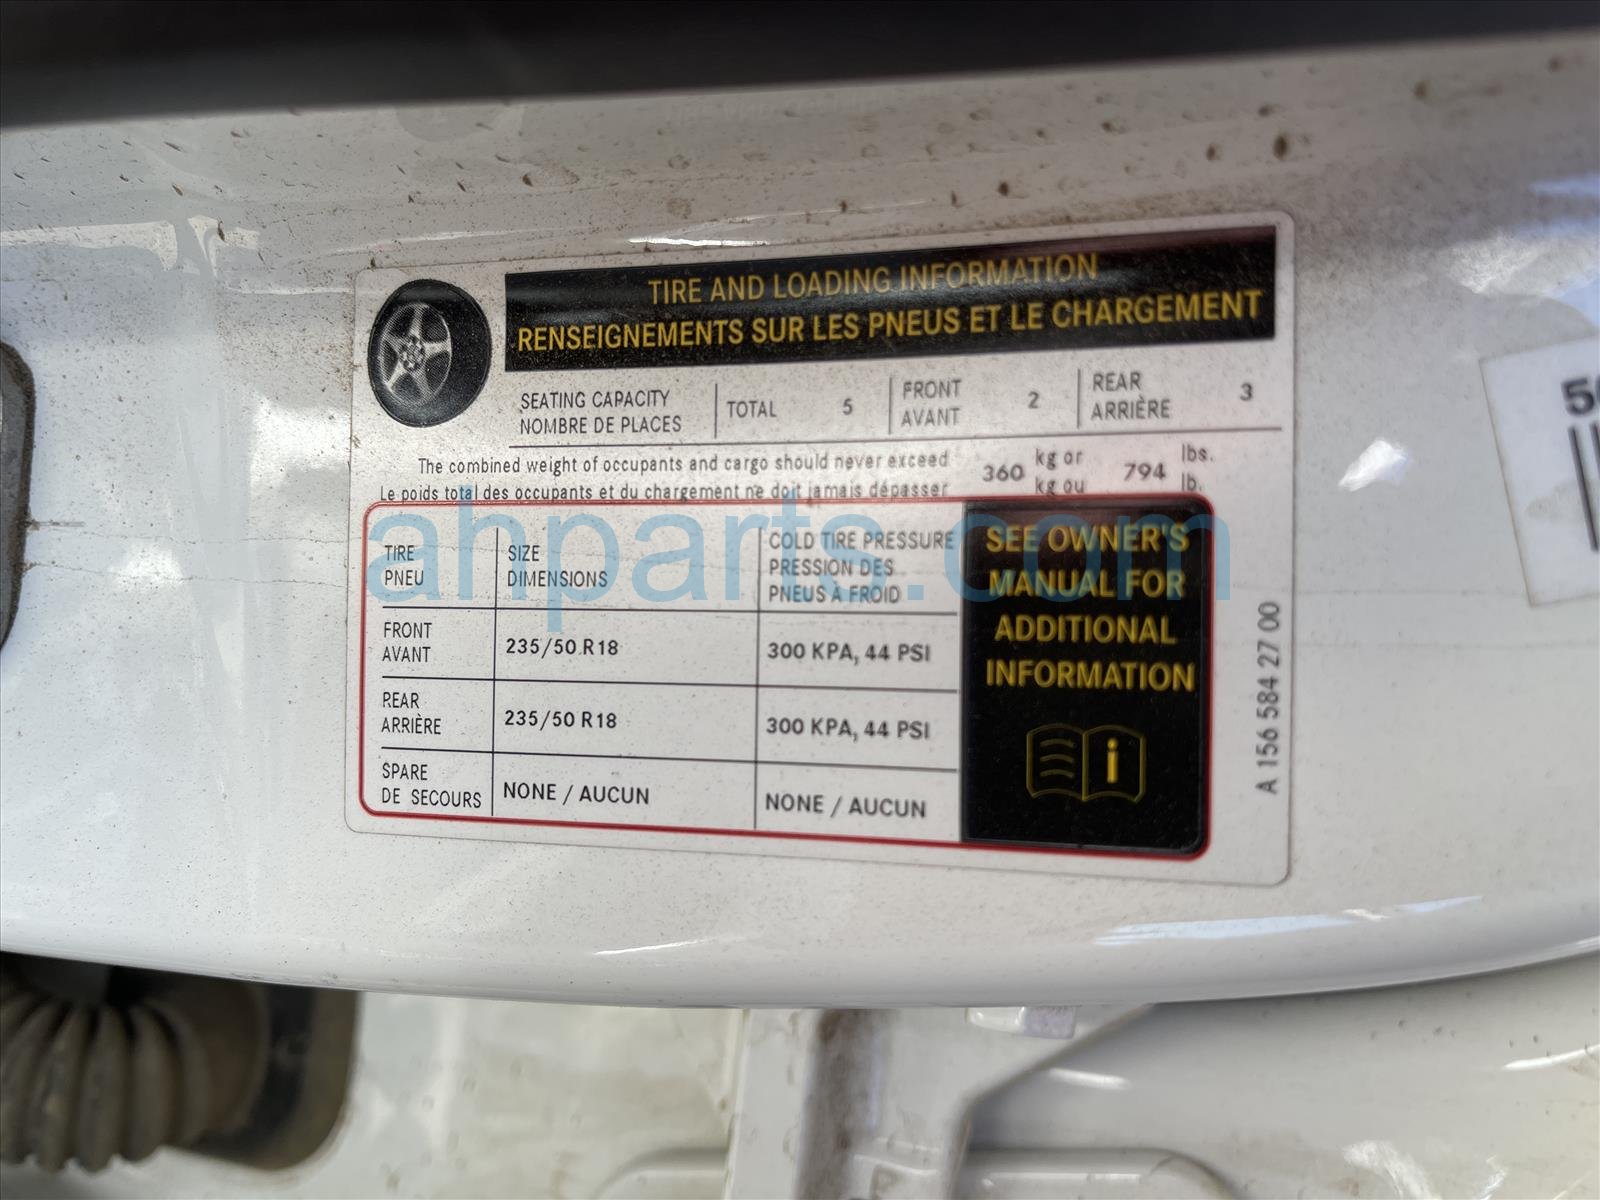 TIRE AND LOADING INFORMATION
RENSEIGNEMENTS SUR LES PNEUS ET LE CHARGEMENT
SEATING CAPACITY
NOMBRE DE PLACES
TOTAL 5
FRONT
AVANT
2
REAR
ARRIÈRE
3
The combined weight of occupants and cargo should never exceed
Le poids total des occupants et du chargement ne doit jamais dépasser
360
kg or
kg ou
794
lbs.
lb.
TIRE
PNEU
SIZE
DIMENSIONS
COLD TIRE PRESSURE
PRESSION DES
PNEUS À FROID
FRONT
AVANT
235/50 R18
300 KPA, 44 PSI
REAR
ARRIÈRE
235/50 R18
300 KPA, 44 PSI
SPARE
DE SECOURS
NONE / AUCUN
NONE / AUCUN
SEE OWNER'S
MANUAL FOR
ADDITIONAL
INFORMATION
i
A 156 584 27 00
ahparts.com